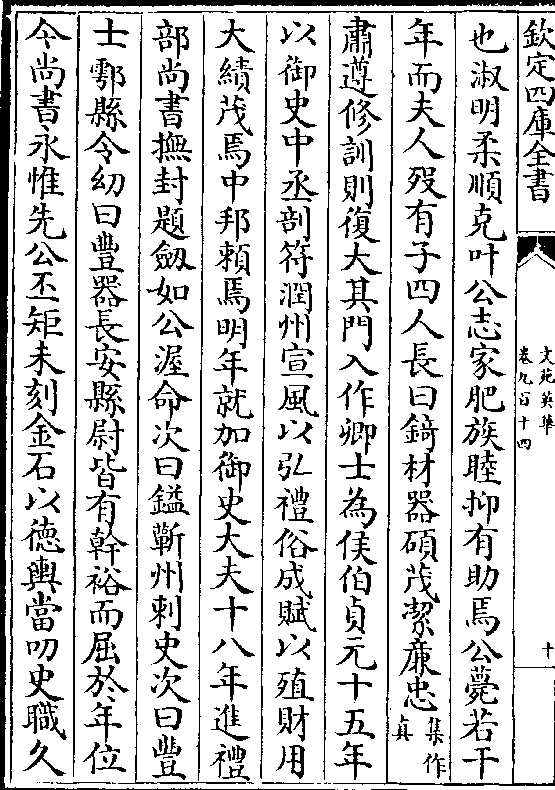 欽定四庫全書
文苑英華
卷九百十四
十
也淑明柔順克叶公志家肥族睦抑有助焉公薨若干
年而夫人歿有子四人長曰錡材器碩茂潔廉忠集作貞
肅遵修訓則復大其門入作卿士為侯伯貞元十五年
以御史中丞剖符潤州宣風以弘禮俗成賦以殖財用
大績茂焉中邦賴焉明年就加御史大夫十八年進禮
部尚書撫封題劔如公渥命次曰鎰蘄州刺史次曰豐
士鄠縣令幼曰豐器長安縣尉皆有幹裕而屈於年位
今尚書永惟先公丕矩未刻金石以德輿當叨史職久